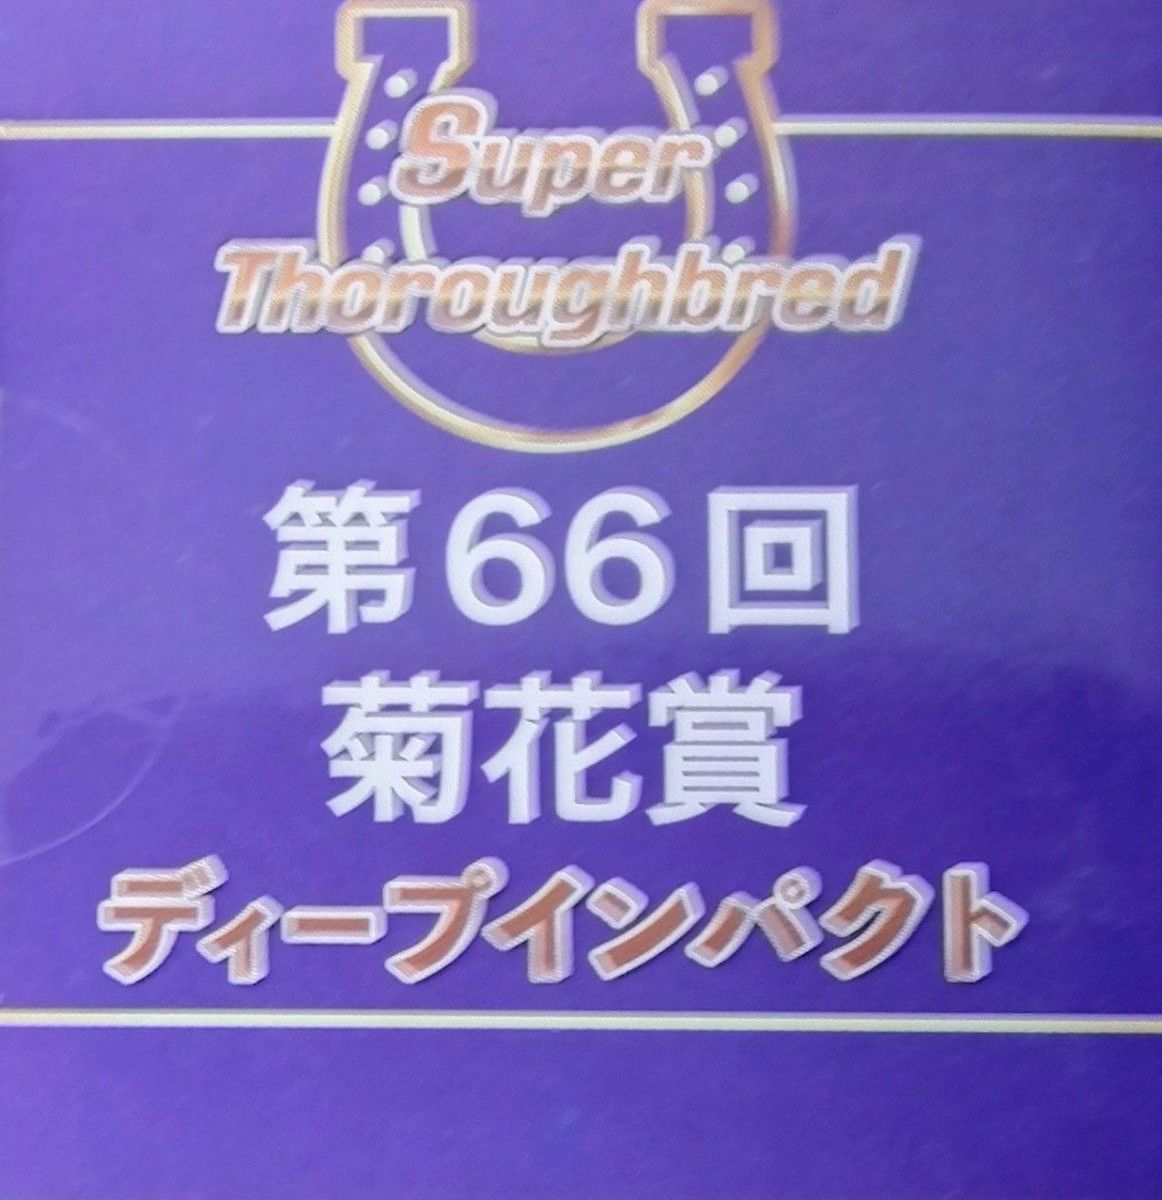 Super
Thoroughbred
第66回
菊花賞
ディープインパクト